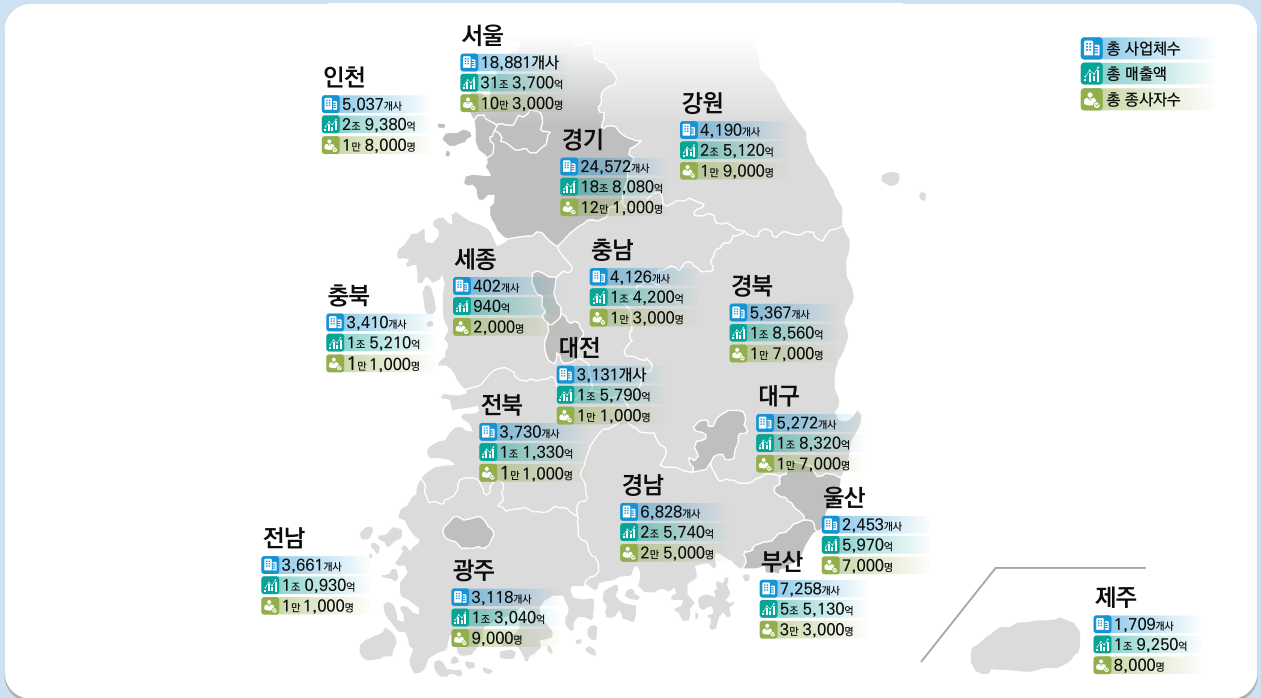 서울
18,881개사
31조 3,700억
10만 3,000명
인천
5,037개사
2조 9,380억
1만 8,000명
총 사업체수
총 매출액
총 종사자수
강원
4,190개사
2조 5,120억
1만 9,000명
경기
24,572개사
18조 8,080억
12만 1,000명
세종
402개사
940억
2,000명
충남
4,126개사
1조 4,200억
1만 3,000명
경북
5,367개사
1조 8,560억
1만 7,000명
충북
3,410개사
1조 5,210억
1만 1,000명
대전
3,131개사
1조 5,790억
1만 1,000명
전북
3,730개사
1조 1,330억
1만 1,000명
대구
5,272개사
1조 8,320억
1만 7,000명
경남
6,828개사
2조 5,740억
2만 5,000명
울산
2,453개사
5,970억
7,000명
전남
3,661개사
1조 0,930억
1만 1,000명
광주
3,118개사
1조 3,040억
9,000명
부산
7,258개사
5조 5,130억
3만 3,000명
제주
1,709개사
1조 9,250억
8,000명